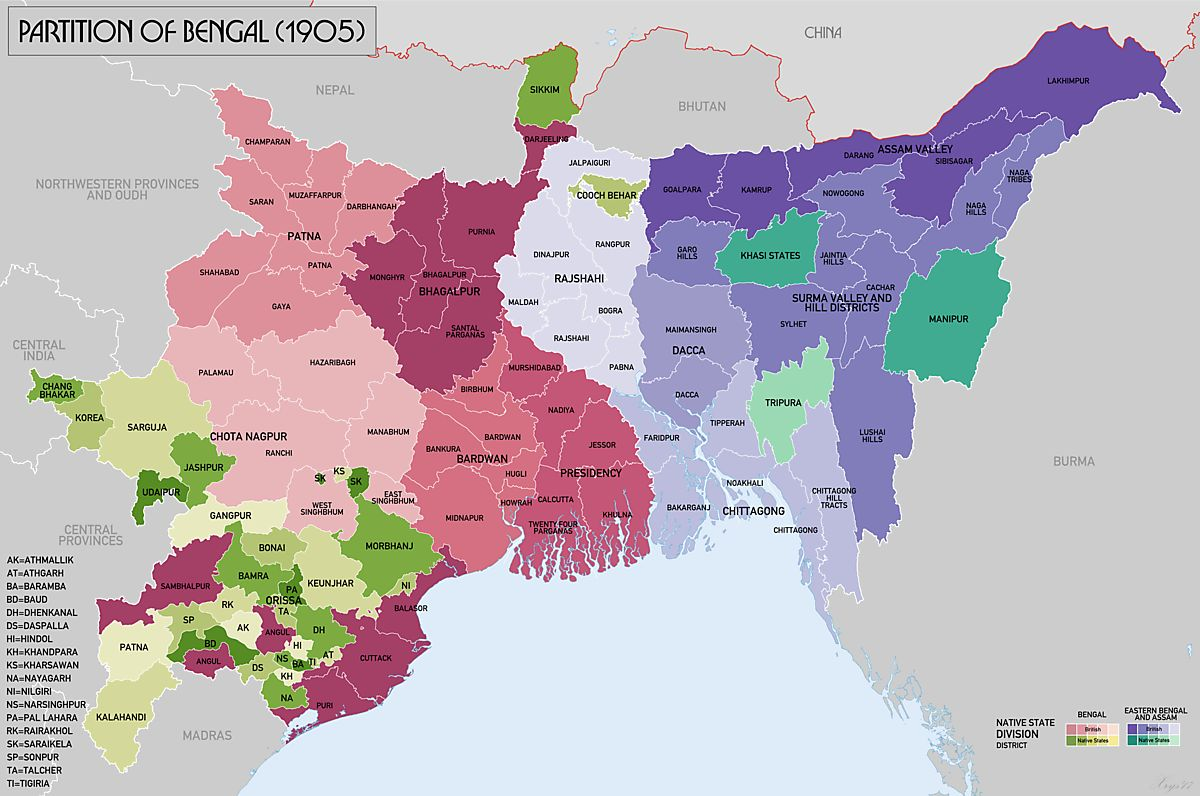 PARTITION OF BENGAL (1905)
CHINA
NEPAL
SIKKIM
BHUTAN
LAKHIMPUR
DARJEELING
CHAMPARAN
JALPAIGURI
DARANG
ASSAM VALLEY
SIBISAGAR
NORTHWESTERN PROVINCES
AND OUDH
SARAN
MUZAFFARPUR
DARBHANGAH
COOCH BEHAR
GOALPARA
KAMRUP
NOWOGONG
NAGA
TRIBES
NAGA
HILLS
PATNA
PURNIA
RANGPUR
DINAJPUR
GARO
HILLS
KHASI STATES
JAINTIA
HILLS
SHAHABAD
PATNA
MONGHYR
BHAGALPUR
BHAGALPUR
RAJSHAHI
CACHAR
GAYA
MALDAH
BOGRA
SURMA VALLEY AND
HILL DISTRICTS
MANIPUR
SANTAL
PARGANAS
RAJSHAHI
MAIMANSINGH
SYLHET
CENTRAL
INDIA
PALAMAU
HAZARIBAGH
MURSHIDABAD
PABNA
DACCA
CHANG
BHAKAR
BIRBHUM
DACCA
TRIPURA
KOREA
SARGUJA
NADIYA
CHOTA NAGPUR
MANABHUM
BARDWAN
JESSOR
FARIDPUR
TIPPERAH
LUSHAI
HILLS
RANCHI
BANKURA
BARDWAN
JASHPUR
SK
KS
SK
HUGLI
PRESIDENCY
BURMA
UDAIPUR
EAST
SINGHBHUM
WEST
SINGHBHUM
HOWRAH
CALCUTTA
NOAKHALI
CHITTAGONG
HILL
TRACTS
GANGPUR
MIDNAPUR
TWENTY FOUR
PARGANAS
KHULNA
BAKARGANJ
CHITTAGONG
CHITTAGONG
CENTRAL
PROVINCES
BONAI
MORBHANJ
SAMBHALPUR
BAMRA
PA
KEUNJHAR
NI
ORISSA
RK
TA
BALASOR
SP
AK
ANGUL
DH
BD
HI
PATNA
ANGUL
DS
NS
BA
TI
AT
CUTTACK
KH
NA
PURI
KALAHANDI
MADRAS
AK=ATHMALLIK
AT=ATHGARH
BA=BARAMBA
BD=BAUD
DH=DHENKANAL
DS=DASPALLA
HI=HINDOL
KH=KHANDPARA
KS=KHARSAWAN
NA=NAYAGARH
NI=NILGIRI
NS=NARSINGHPUR
PA=PAL LAHARA
RK=RAIRAKHOL
SK=SARAIKELA
SP=SONPUR
TA=TALCHER
TI=TIGIRIA
NATIVE STATE
DIVISION
DISTRICT
BENGAL
British
Native States
EASTERN BENGAL
AND ASSAM
British
Native States